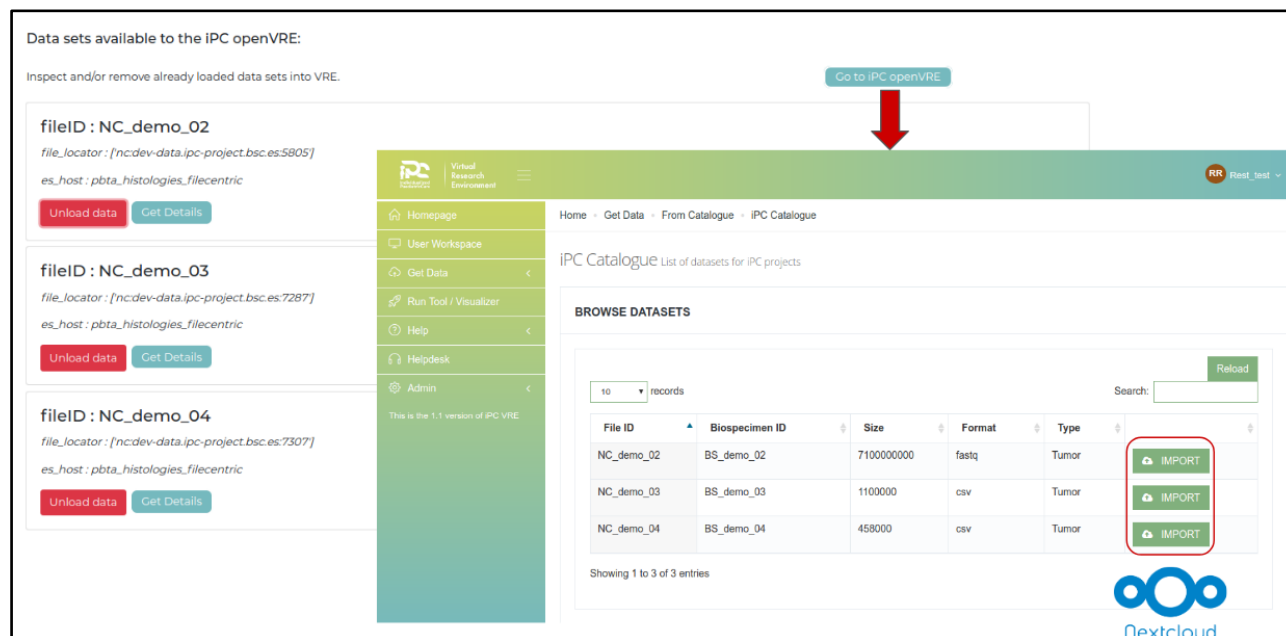 Data sets available to the iPC openVRE:
Inspect and/or remove already loaded data sets into VRE.
Go to iPC openVRE
fileID : NC_demo_02
file_locator : ['nc:dev-data.ipc-project.bsc.es:5805']
es_host : pbta_histologies_filecentric
Unload data Get Details
fileID : NC_demo_03
file_locator : ['nc:dev-data.ipc-project.bsc.es:7287']
es_host : pbta_histologies_filecentric
Unload data Get Details
fileID : NC_demo_04
file_locator : ['nc:dev-data.ipc-project.bsc.es:7307']
es_host : pbta_histologies_filecentric
Unload data Get Details
iPC
Virtual
Research
Environment
RR Rest_test
Homepage
User Workspace
Get Data
Run Tool / Visualizer
Help
Helpdesk
Admin
This is the 1.1 version of iPC VRE
Home Get Data From Catalogue iPC Catalogue
iPC Catalogue List of datasets for iPC projects
BROWSE DATASETS
Reload
10 records Search:
File ID Biospecimen ID Size Format Type
NC_demo_02 BS_demo_02 7100000000 fastq Tumor IMPORT
NC_demo_03 BS_demo_03 1100000 csv Tumor IMPORT
NC_demo_04 BS_demo_04 458000 csv Tumor IMPORT
Showing 1 to 3 of 3 entries
Nextcloud